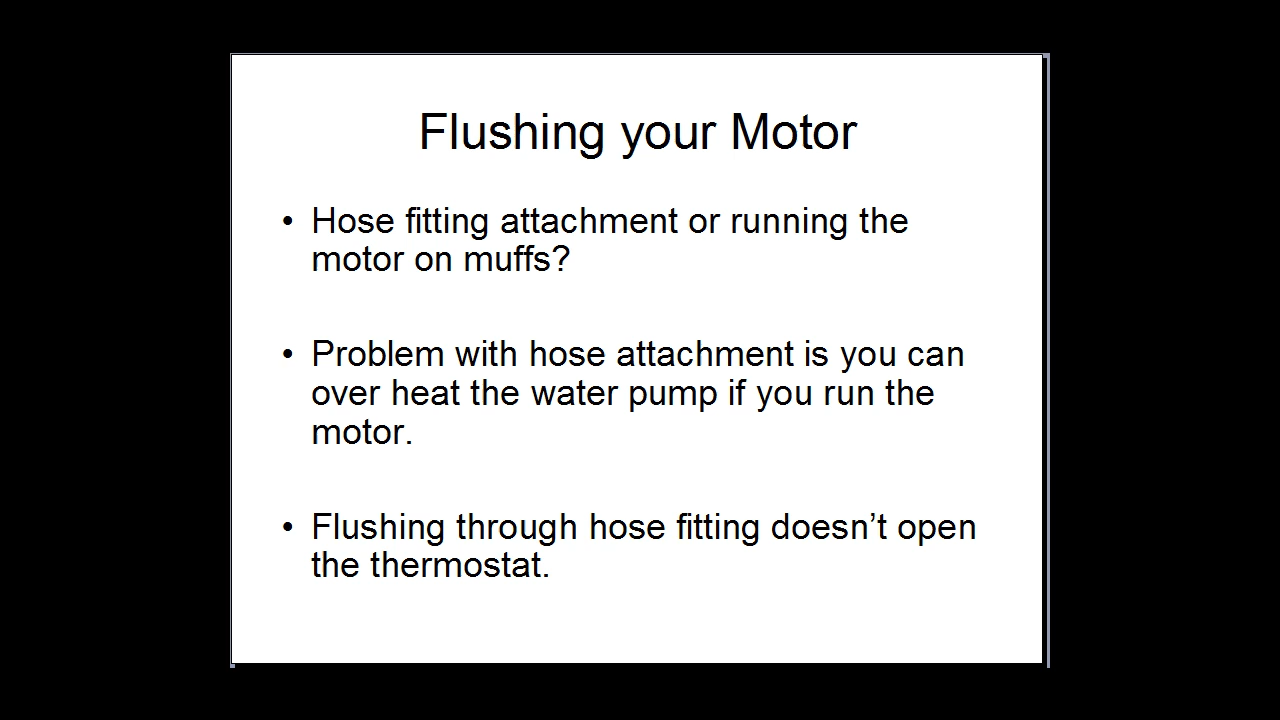 Flushing your Motor
• Hose fitting attachment or running the
motor on muffs?
• Problem with hose attachment is you can
over heat the water pump if you run the
motor.
• Flushing through hose fitting doesn’t open
the thermostat.